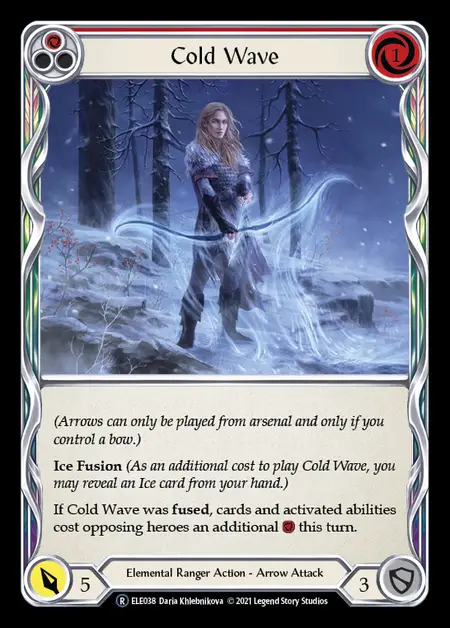 Cold Wave
1
(Arrows can only be played from arsenal and only if you
control a bow.)
Ice Fusion (As an additional cost to play Cold Wave, you
may reveal an Ice card from your hand.)
If Cold Wave was fused, cards and activated abilities
cost opposing heroes an additional this turn.
5
Elemental Ranger Action - Arrow Attack
3
R ELE038 Daria Khlebnikova © 2021 Legend Story Studios